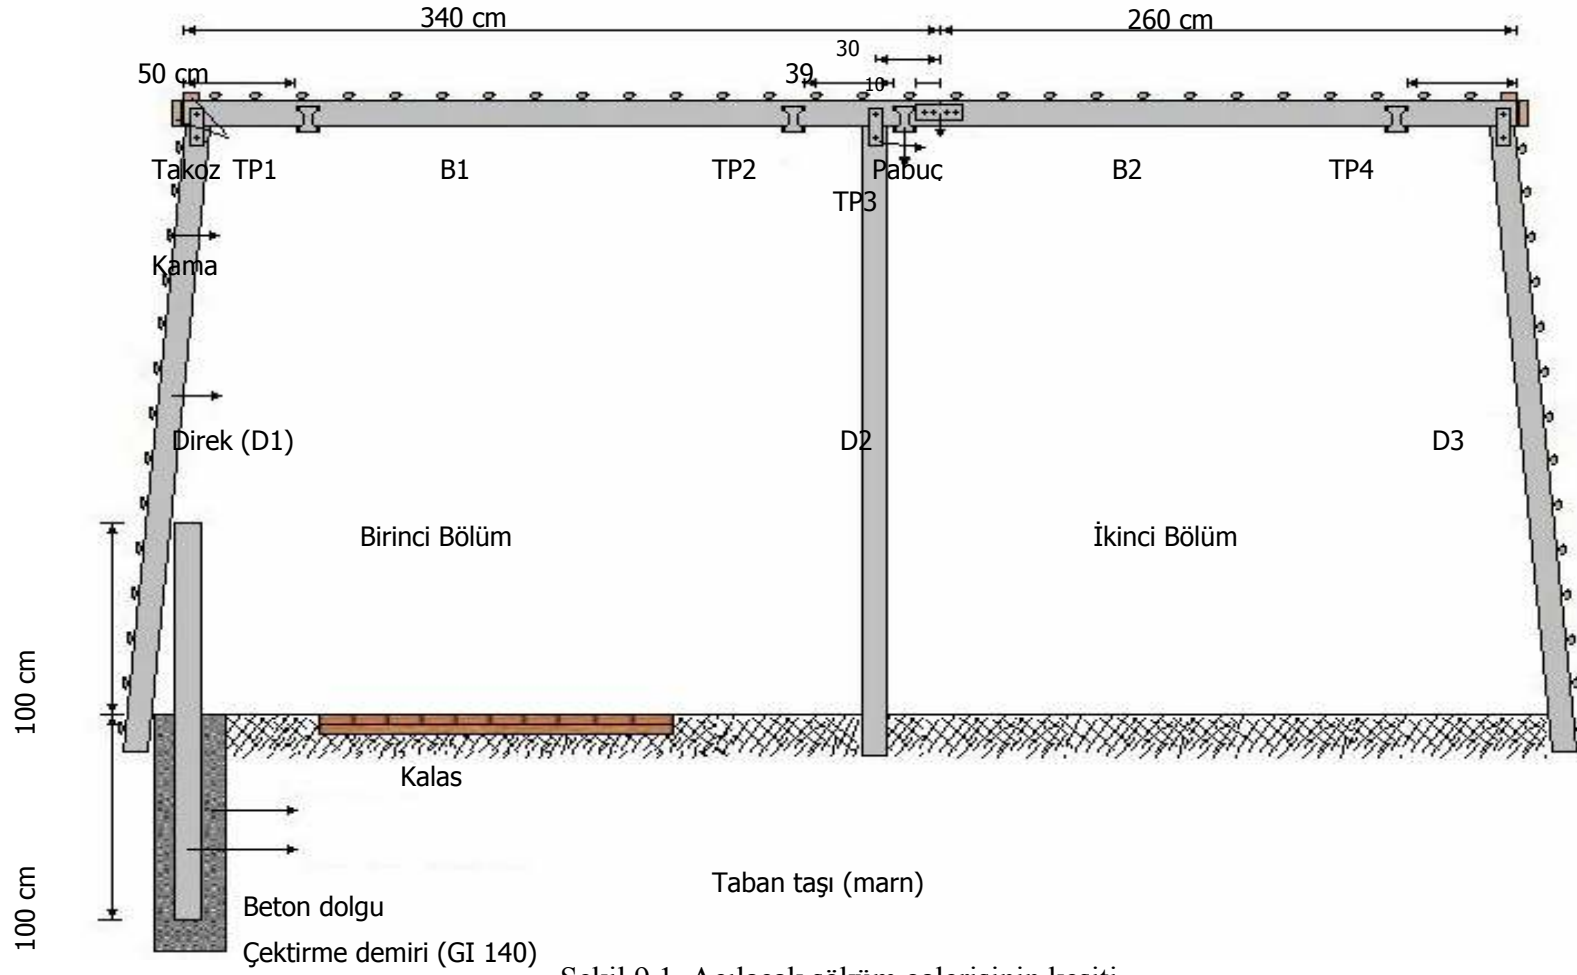 340 cm
260 cm
30
50 cm
39
10
Takoz TP1 B1 TP2 Pabuç B2 TP4
TP3
Kama
Direk (D1) D2 D3
Birinci Bölüm İkinci Bölüm
100 cm
Kalas
Taban taşı (marn)
100 cm
Beton dolgu
Çektirme demiri (GI 140)